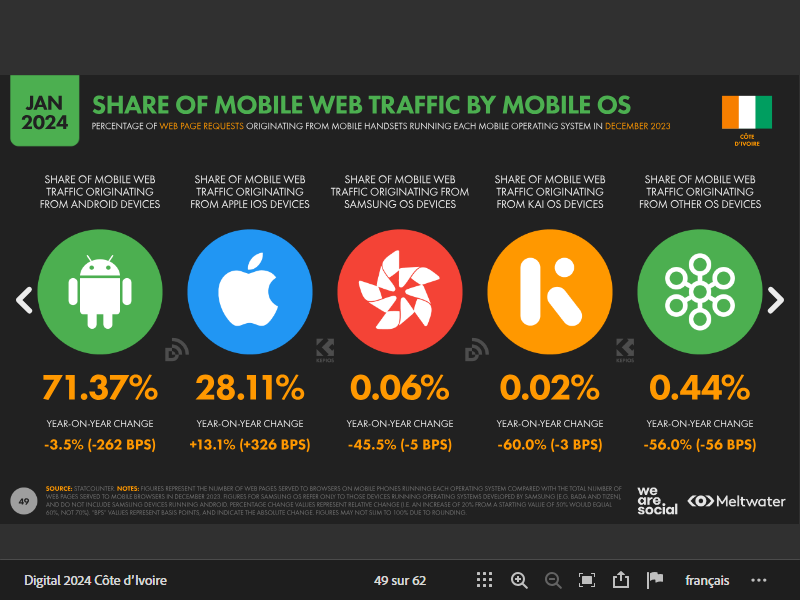 JAN
2024
SHARE OF MOBILE WEB TRAFFIC BY MOBILE OS
PERCENTAGE OF WEB PAGE REQUESTS ORIGINATING FROM MOBILE HANDSETS RUNNING EACH MOBILE OPERATING SYSTEM IN DECEMBER 2023
CÔTE
D'IVOIRE
SHARE OF MOBILE WEB
TRAFFIC ORIGINATING
FROM ANDROID DEVICES
SHARE OF MOBILE WEB
TRAFFIC ORIGINATING
FROM APPLE IOS DEVICES
SHARE OF MOBILE WEB
TRAFFIC ORIGINATING FROM
SAMSUNG OS DEVICES
SHARE OF MOBILE WEB
TRAFFIC ORIGINATING
FROM KAI OS DEVICES
SHARE OF MOBILE WEB
TRAFFIC ORIGINATING
FROM OTHER OS DEVICES
KEPIOS
KEPIOS
71.37%
28.11%
0.06%
0.02%
0.44%
YEAR-ON-YEAR CHANGE
YEAR-ON-YEAR CHANGE
YEAR-ON-YEAR CHANGE
YEAR-ON-YEAR CHANGE
YEAR-ON-YEAR CHANGE
-3.5% (-262 BPS)
+13.1% (+326 BPS)
-45.5% (-5 BPS)
-60.0% (-3 BPS)
-56.0% (-56 BPS)
49
SOURCE: STATCOUNTER. NOTES: FIGURES REPRESENT THE NUMBER OF WEB PAGES SERVED TO BROWSERS ON MOBILE PHONES RUNNING EACH OPERATING SYSTEM COMPARED WITH THE TOTAL NUMBER OF
WEB PAGES SERVED TO MOBILE BROWSERS IN DECEMBER 2023. FIGURES FOR SAMSUNG OS REFER ONLY TO THOSE DEVICES RUNNING OPERATING SYSTEMS DEVELOPED BY SAMSUNG (E.G. BADA AND TIZEN),
AND DO NOT INCLUDE SAMSUNG DEVICES RUNNING ANDROID. PERCENTAGE CHANGE VALUES REPRESENT RELATIVE CHANGE (I.E. AN INCREASE OF 20% FROM A STARTING VALUE OF 50% WOULD EQUAL
60%, NOT 70%). "BPS" VALUES REPRESENT BASIS POINTS, AND INDICATE THE ABSOLUTE CHANGE. FIGURES MAY NOT SUM TO 100% DUE TO ROUNDING.
we
are.
social
Meltwater
Digital 2024 Côte d'Ivoire
49 sur 62
français